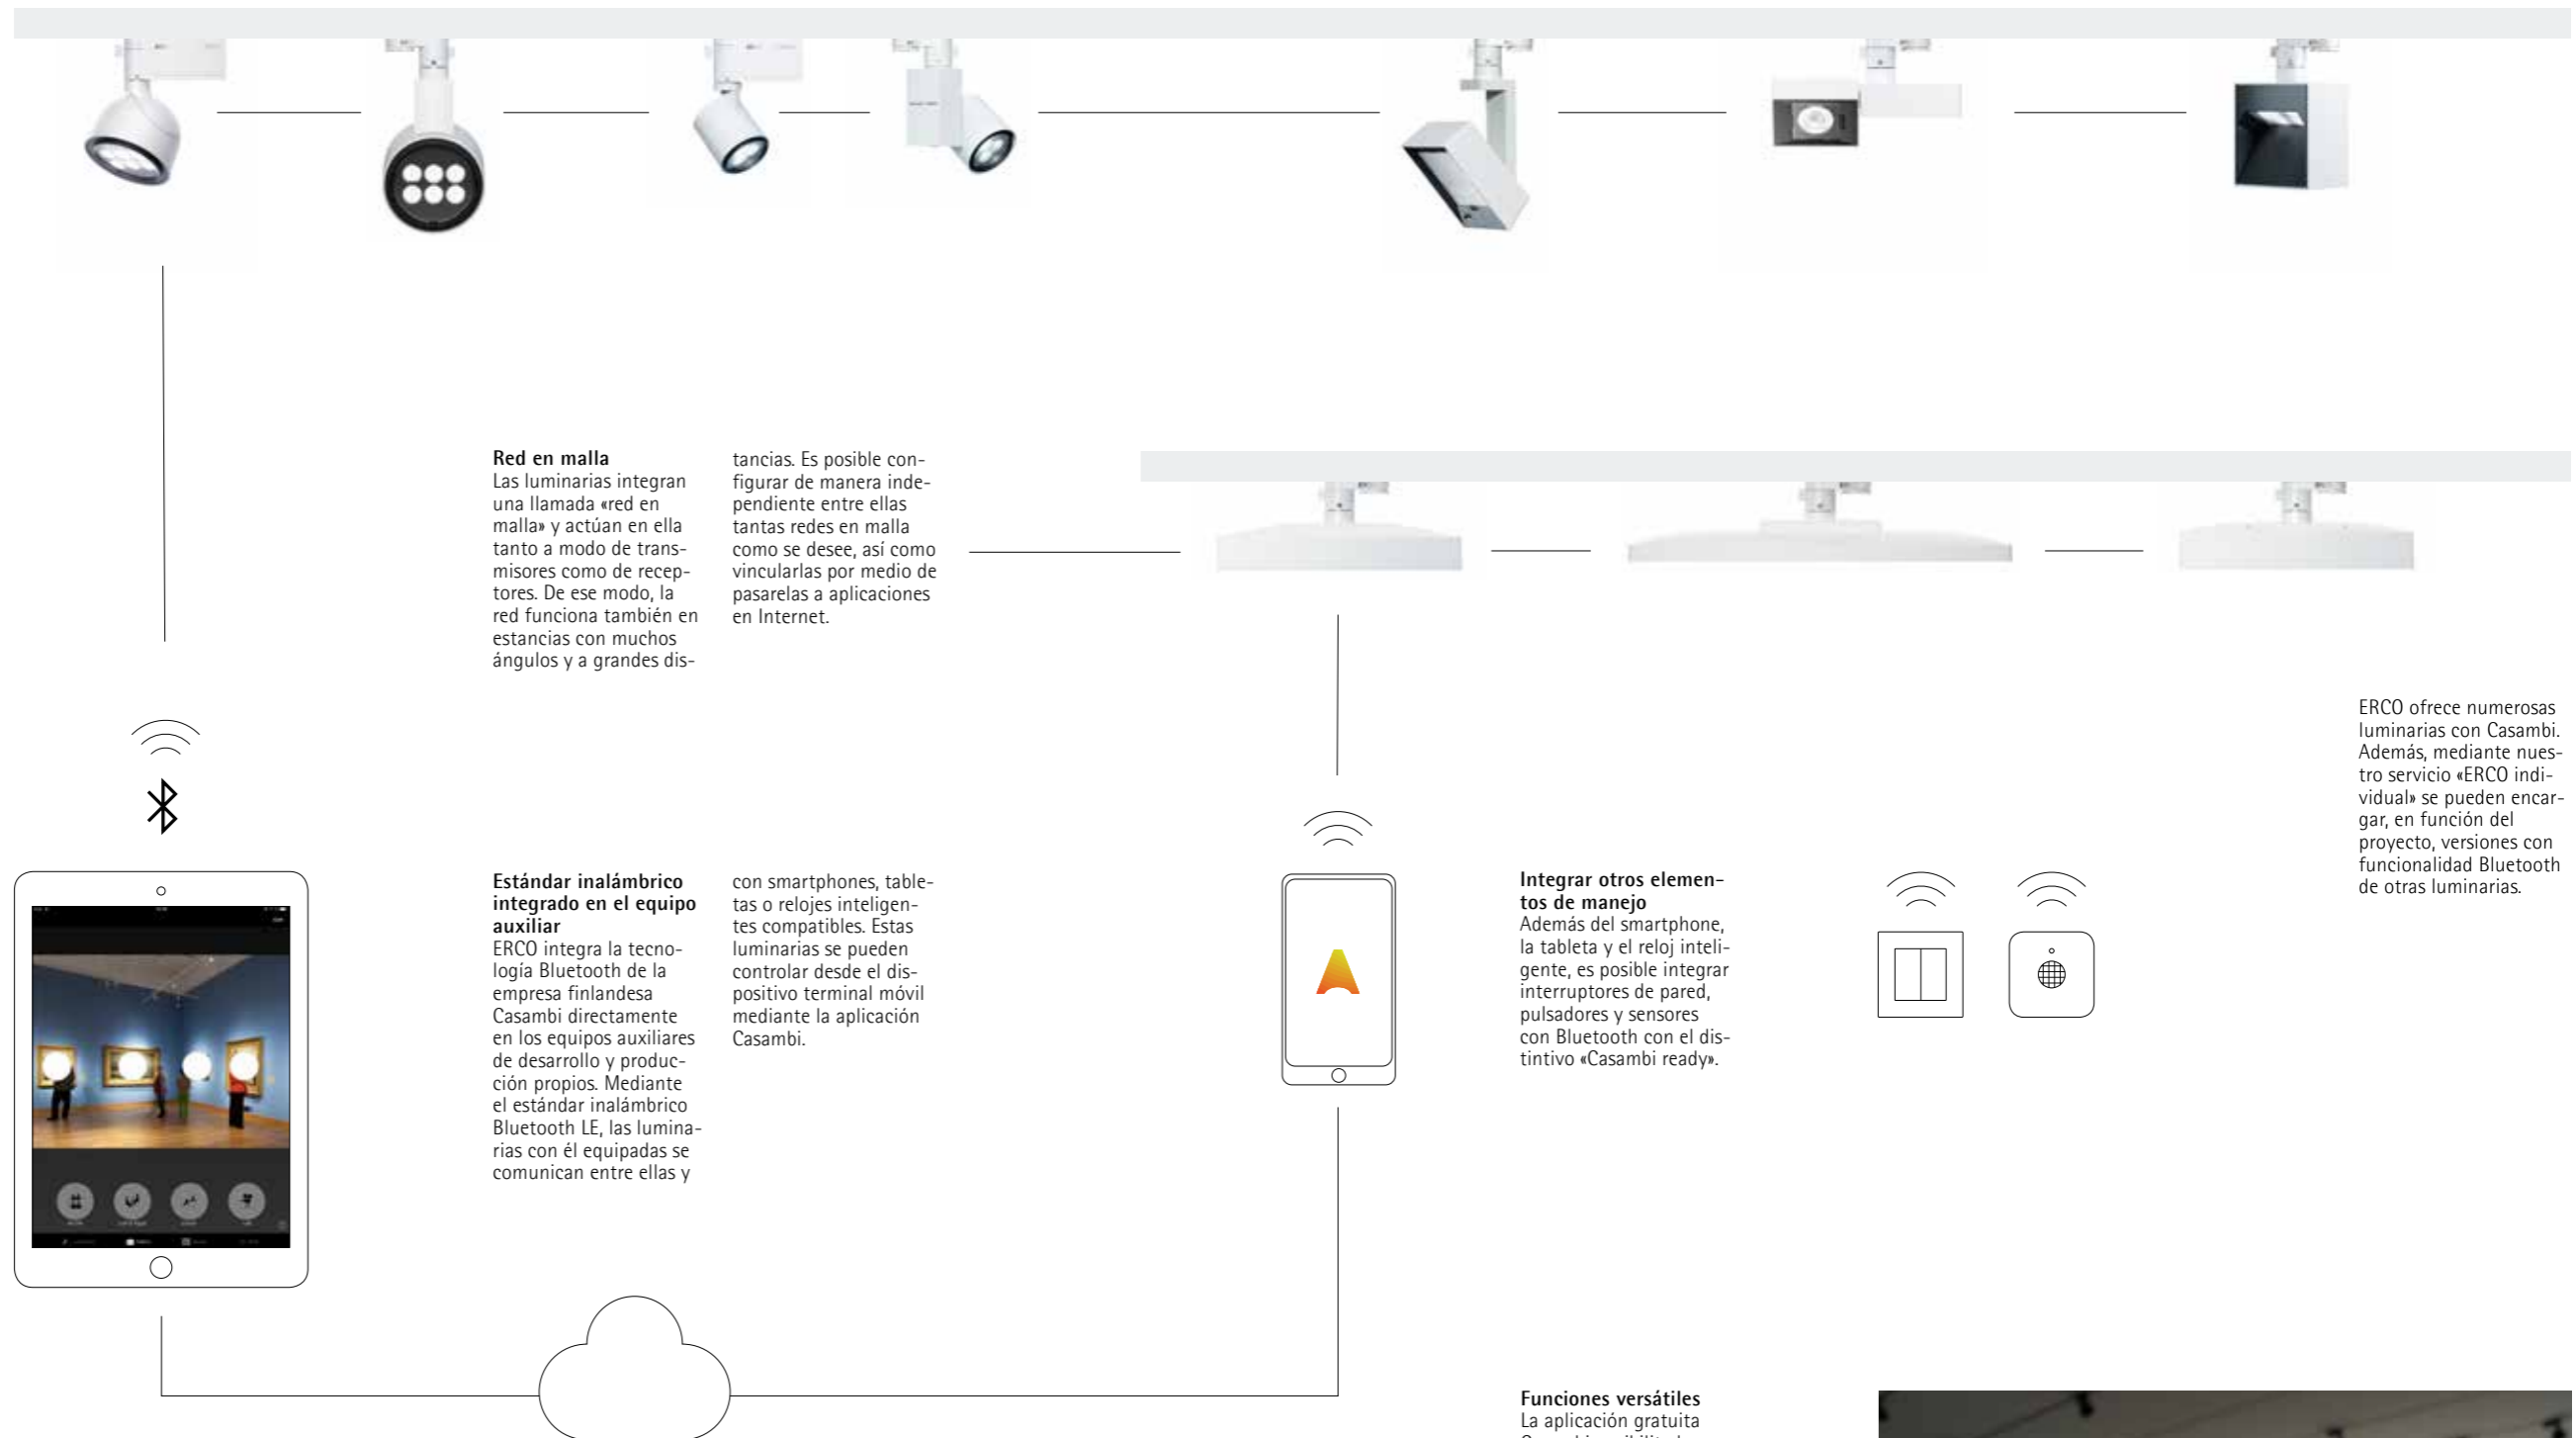 Red en malla
Las luminarias integran
una llamada «red en
malla» y actúan en ella
tanto a modo de trans-
misores como de recep-
tores. De ese modo, la
red funciona también en
estancias con muchos
ángulos y a grandes dis-
tancias. Es posible con-
figurar de manera inde-
pendiente entre ellas
tantas redes en malla
como se desee, así como
vincularlas por medio de
pasarelas a aplicaciones
en Internet.
ERCO ofrece numerosas
luminarias con Casambi.
Además, mediante nues-
tro servicio «ERCO indi-
vidual» se pueden encar-
gar, en función del
proyecto, versiones con
funcionalidad Bluetooth
de otras luminarias.
Estándar inalámbrico
integrado en el equipo
auxiliar
ERCO integra la tecno-
logía Bluetooth de la
empresa finlandesa
Casambi directamente
en los equipos auxiliares
de desarrollo y produc-
ción propios. Mediante
el estándar inalámbrico
Bluetooth LE, las lumina-
rias con él equipadas se
comunican entre ellas y
con smartphones, table-
tas o relojes inteligen-
tes compatibles. Estas
luminarias se pueden
controlar desde el dis-
positivo terminal móvil
mediante la aplicación
Casambi.
Integrar otros elemen-
tos de manejo
Además del smartphone,
la tableta y el reloj inteli-
gente, es posible integrar
interruptores de pared,
pulsadores y sensores
con Bluetooth con el dis-
tintivo «Casambi ready».
Funciones versátiles
La aplicación gratuita